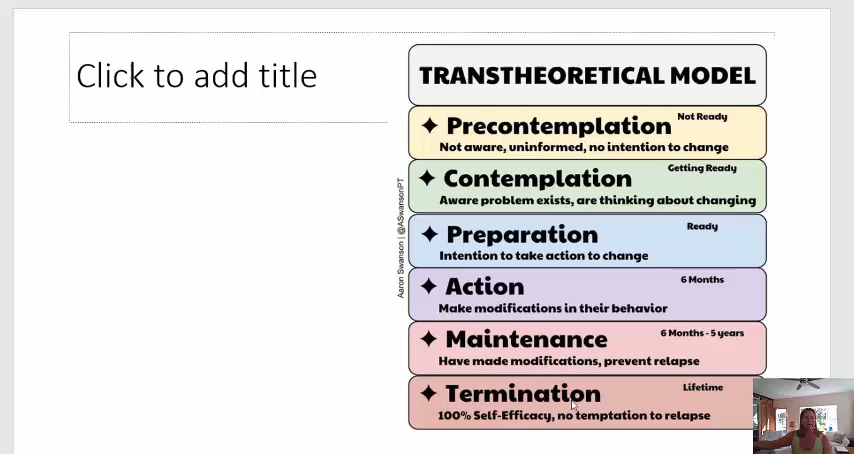 Click to add title
TRANSTHEORETICAL MODEL
✦ Precontemplation Not Ready
Not aware, uninformed, no intention to change
✦ Contemplation Getting Ready
Aware problem exists, are thinking about changing
✦ Preparation Ready
Intention to take action to change
✦ Action 6 Months
Make modifications in their behavior
✦ Maintenance 6 Months - 5 years
Have made modifications, prevent relapse
✦ Termination Lifetime
100% Self-Efficacy, no temptation to relapse
Aaron Swanson | @ASwansonPT